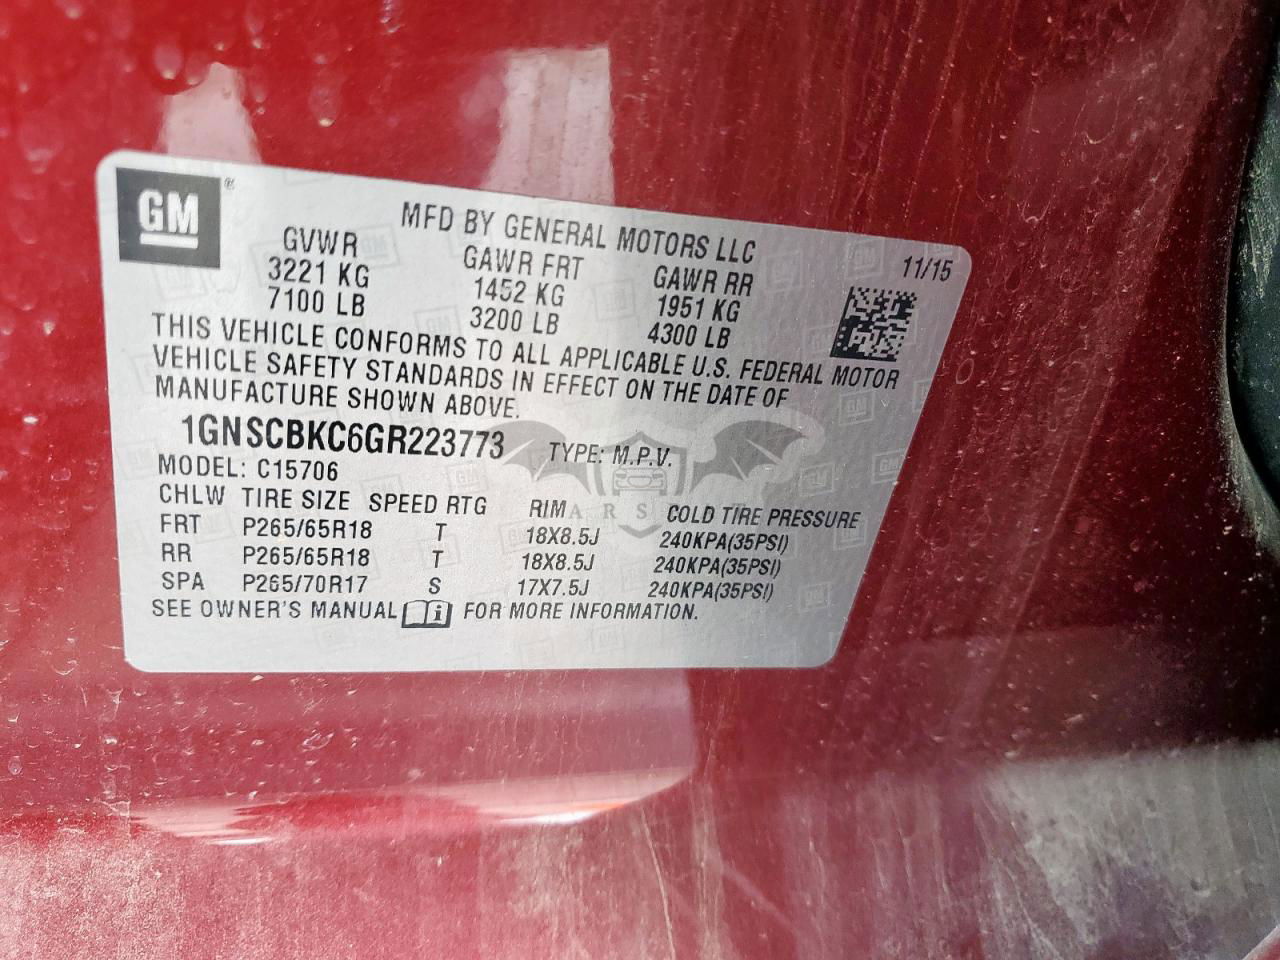 GM
MFD BY GENERAL MOTORS LLC
11/15
GVWR GAWR FRT GAWR RR
3221 KG 1452 KG 1951 KG
7100 LB 3200 LB 4300 LB
THIS VEHICLE CONFORMS TO ALL APPLICABLE U.S. FEDERAL MOTOR
VEHICLE SAFETY STANDARDS IN EFFECT ON THE DATE OF
MANUFACTURE SHOWN ABOVE.
1GNSCBKC6GR223773 TYPE: M.P.V.
MODEL: C15706
CHLW TIRE SIZE SPEED RTG RIM COLD TIRE PRESSURE
FRT P265/65R18 T 18X8.5J 240KPA(35PSI)
RR P265/65R18 T 18X8.5J 240KPA(35PSI)
SPA P265/70R17 S 17X7.5J 240KPA(35PSI)
SEE OWNER'S MANUAL i FOR MORE INFORMATION.